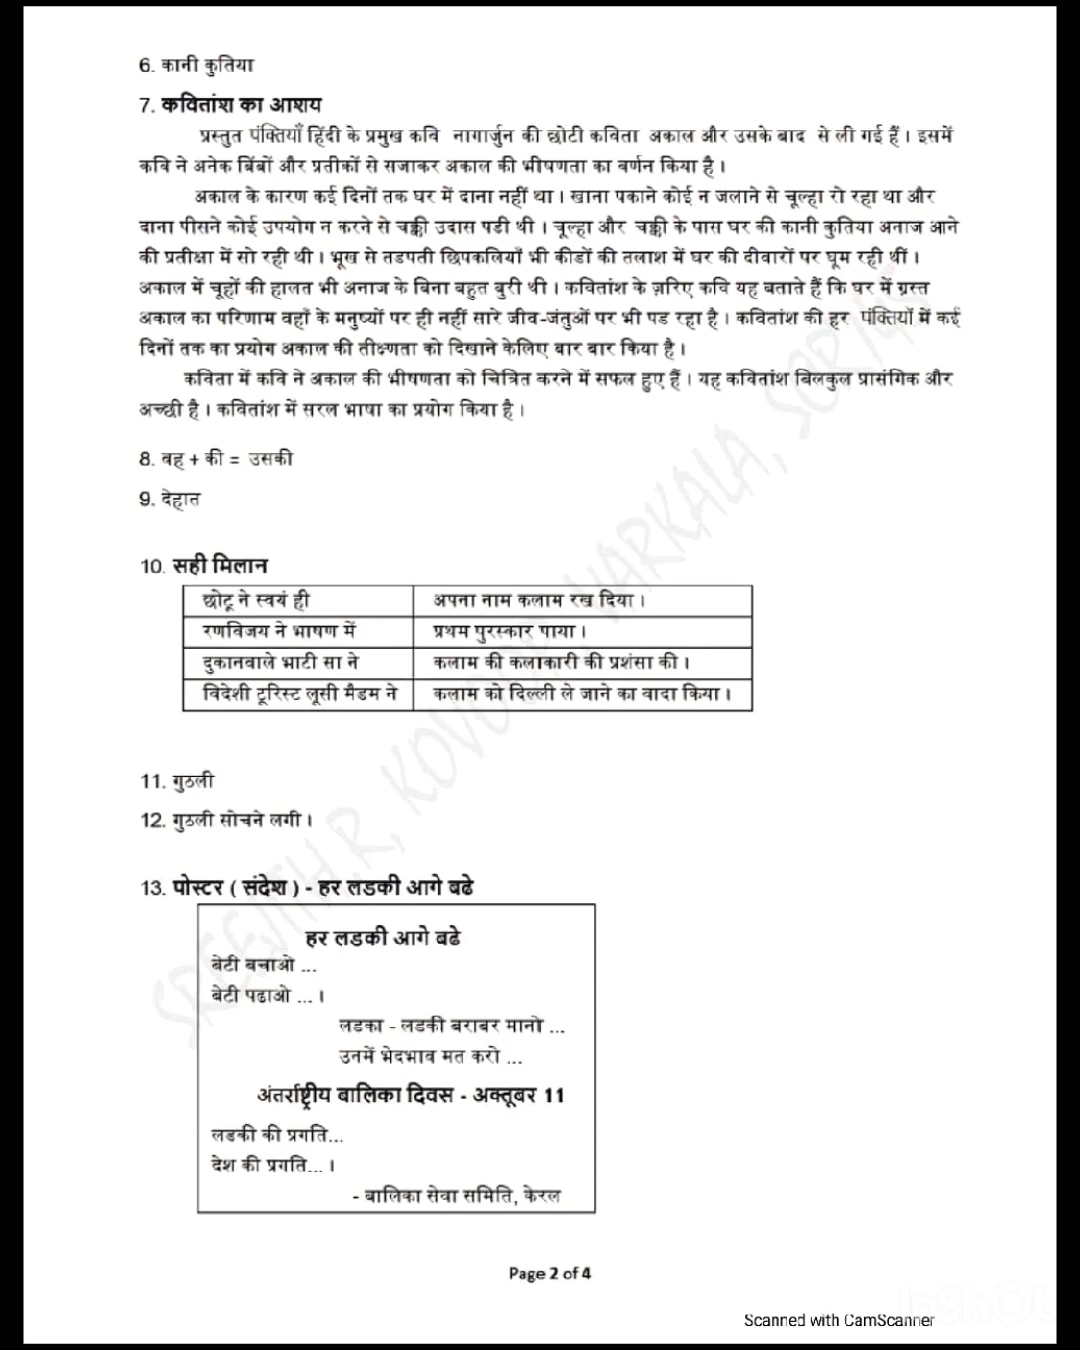 6. कानी कुतिया
7. कवितांश का आशय
प्रस्तुत पंक्तियाँ हिंदी के प्रमुख कवि नागार्जुन की छोटी कविता अकाल और उसके बाद से ली गई हैं। इसमें
कवि ने अनेक बिंबों और प्रतीकों से सजाकर अकाल की भीषणता का वर्णन किया है।
अकाल के कारण कई दिनों तक घर में दाना नहीं था। खाना पकाने कोई न जलाने से चूल्हा रो रहा था और
दाना पीसने कोई उपयोग न करने से चक्की उदास पडी थी। चूल्हा और चक्की के पास घर की कानी कुतिया अनाज आने
की प्रतीक्षा में सो रही थी। भूख से तडपती छिपकलियाँ भी कीडों की तलाश में घर की दीवारों पर घूम रही थीं।
अकाल में चूहों की हालत भी अनाज के बिना बहुत बुरी थी। कवितांश के ज़रिए कवि यह बताते हैं कि घर में ग्रस्त
अकाल का परिणाम वहाँ के मनुष्यों पर ही नहीं सारे जीव-जंतुओं पर भी पड रहा है। कवितांश की हर पंक्तियों में कई
दिनों तक का प्रयोग अकाल की तीक्ष्णता को दिखाने केलिए बार बार किया है।
कविता में कवि ने अकाल की भीषणता को चित्रित करने में सफल हुए हैं। यह कवितांश बिलकुल प्रासंगिक और
अच्छी है। कवितांश में सरल भाषा का प्रयोग किया है।
8. वह + की = उसकी
9. देहात
10. सही मिलान
छोटू ने स्वयं ही अपना नाम कलाम रख दिया।
रणविजय ने भाषण में प्रथम पुरस्कार पाया।
दुकानवाले भाटी सा ने कलाम की कलाकारी की प्रशंसा की।
विदेशी टूरिस्ट लूसी मैडम ने कलाम को दिल्ली ले जाने का वादा किया।
11. गुठली
12. गुठली सोचने लगी।
13. पोस्टर ( संदेश ) - हर लडकी आगे बढे
हर लडकी आगे बढे
बेटी बचाओ ...
बेटी पढाओ ... ।
लडका - लडकी बराबर मानो ...
उनमें भेदभाव मत करो ...
अंतर्राष्ट्रीय बालिका दिवस - अक्तूबर 11
लडकी की प्रगति...
देश की प्रगति... ।
- बालिका सेवा समिति, केरल
SREEJITH.R, KOVOOR, VARKALA, SOR/45
Page 2 of 4
InShOt
Scanned with CamScanner